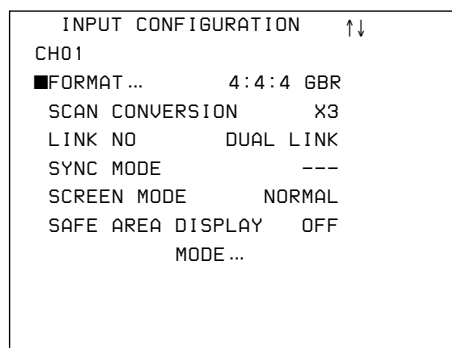 INPUT CONFIGURATION ↑↓
CH01
■FORMAT... 4:4:4 GBR
SCAN CONVERSION X3
LINK NO DUAL LINK
SYNC MODE ---
SCREEN MODE NORMAL
SAFE AREA DISPLAY OFF
MODE...